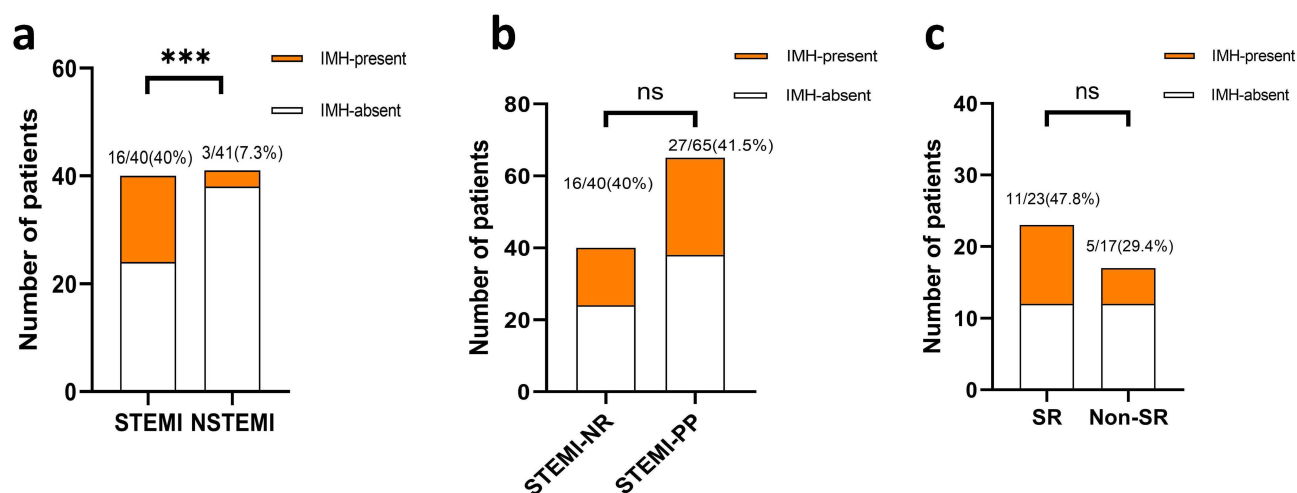 a
***
IMH-present
IMH-absent
Number of patients
60
40
20
0
16/40(40%)
3/41(7.3%)
STEMI
NSTEMI
b
ns
IMH-present
IMH-absent
Number of patients
80
60
40
20
0
16/40(40%)
27/65(41.5%)
STEMI-NR
STEMI-PP
c
ns
IMH-present
IMH-absent
Number of patients
40
30
20
10
0
11/23(47.8%)
5/17(29.4%)
SR
Non-SR